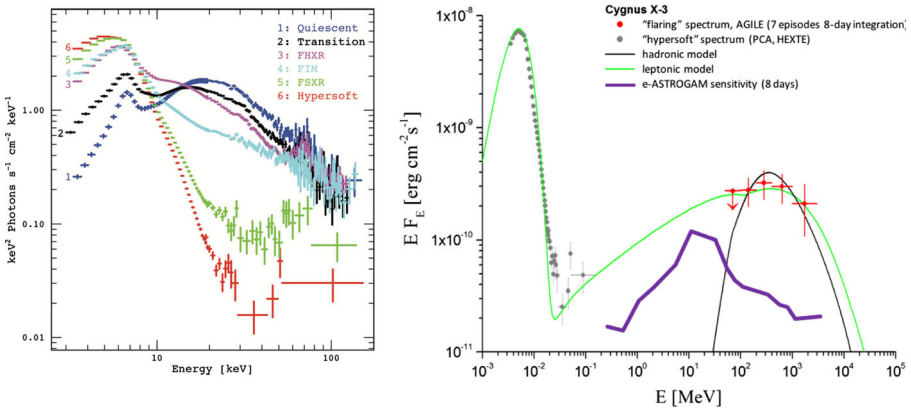 1: Quiescent
2: Transition
3: FHXR
4: FIM
5: FSXR
6: Hypersoft
6
5
4
3
2
1
keV² Photons s⁻¹ cm⁻² keV⁻¹
1.00
0.10
0.01
10
100
Energy [keV]
Cygnus X-3
"flaring" spectrum, AGILE (7 episodes 8-day integration)
"hypersoft" spectrum (PCA, HEXTE)
hadronic model
leptonic model
e-ASTROGAM sensitivity (8 days)
E F_E [erg cm⁻²s⁻¹]
1x10⁻⁸
10⁻⁹
10⁻¹⁰
10⁻¹¹
10⁻³
10⁻²
10⁻¹
10⁰
10¹
10²
10³
10⁴
10⁵
E [MeV]